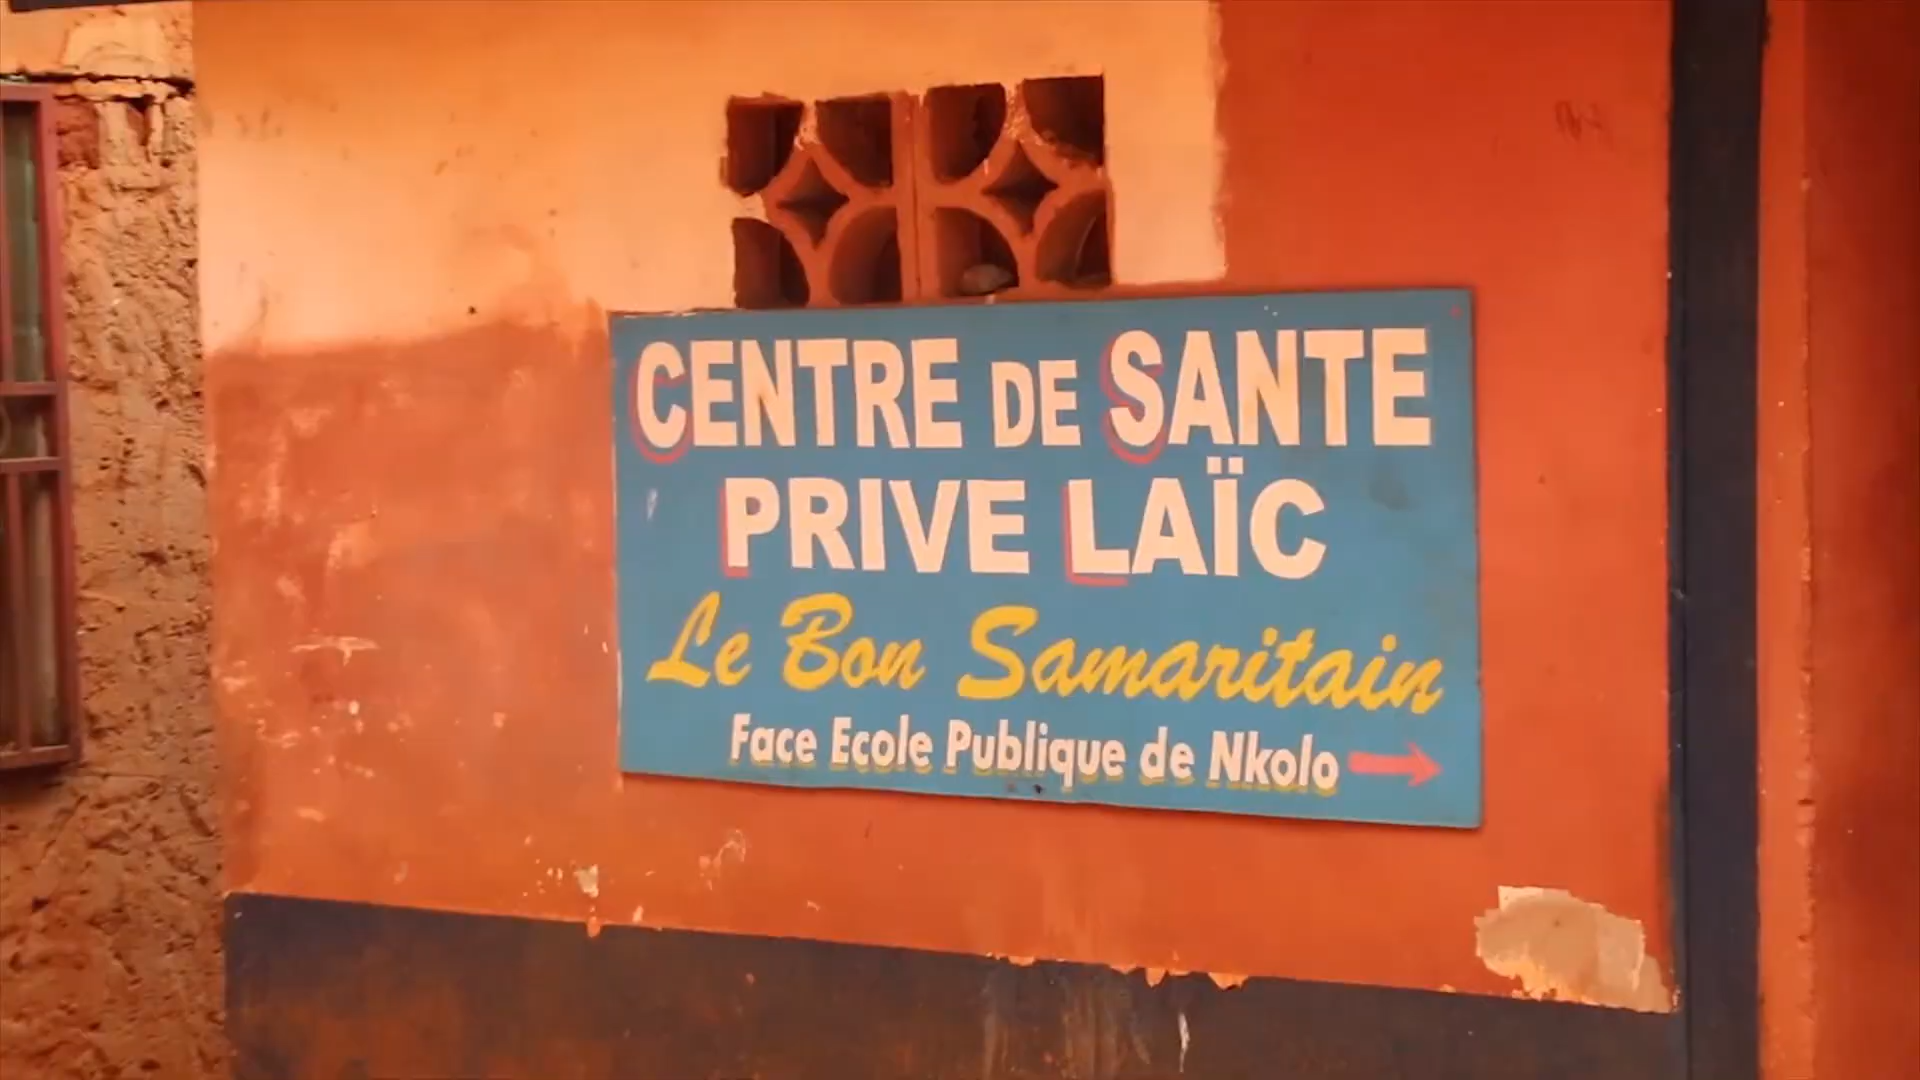 CENTRE DE SANTE
PRIVE LAÏC
Le Bon Samaritain
Face Ecole Publique de Nkolo